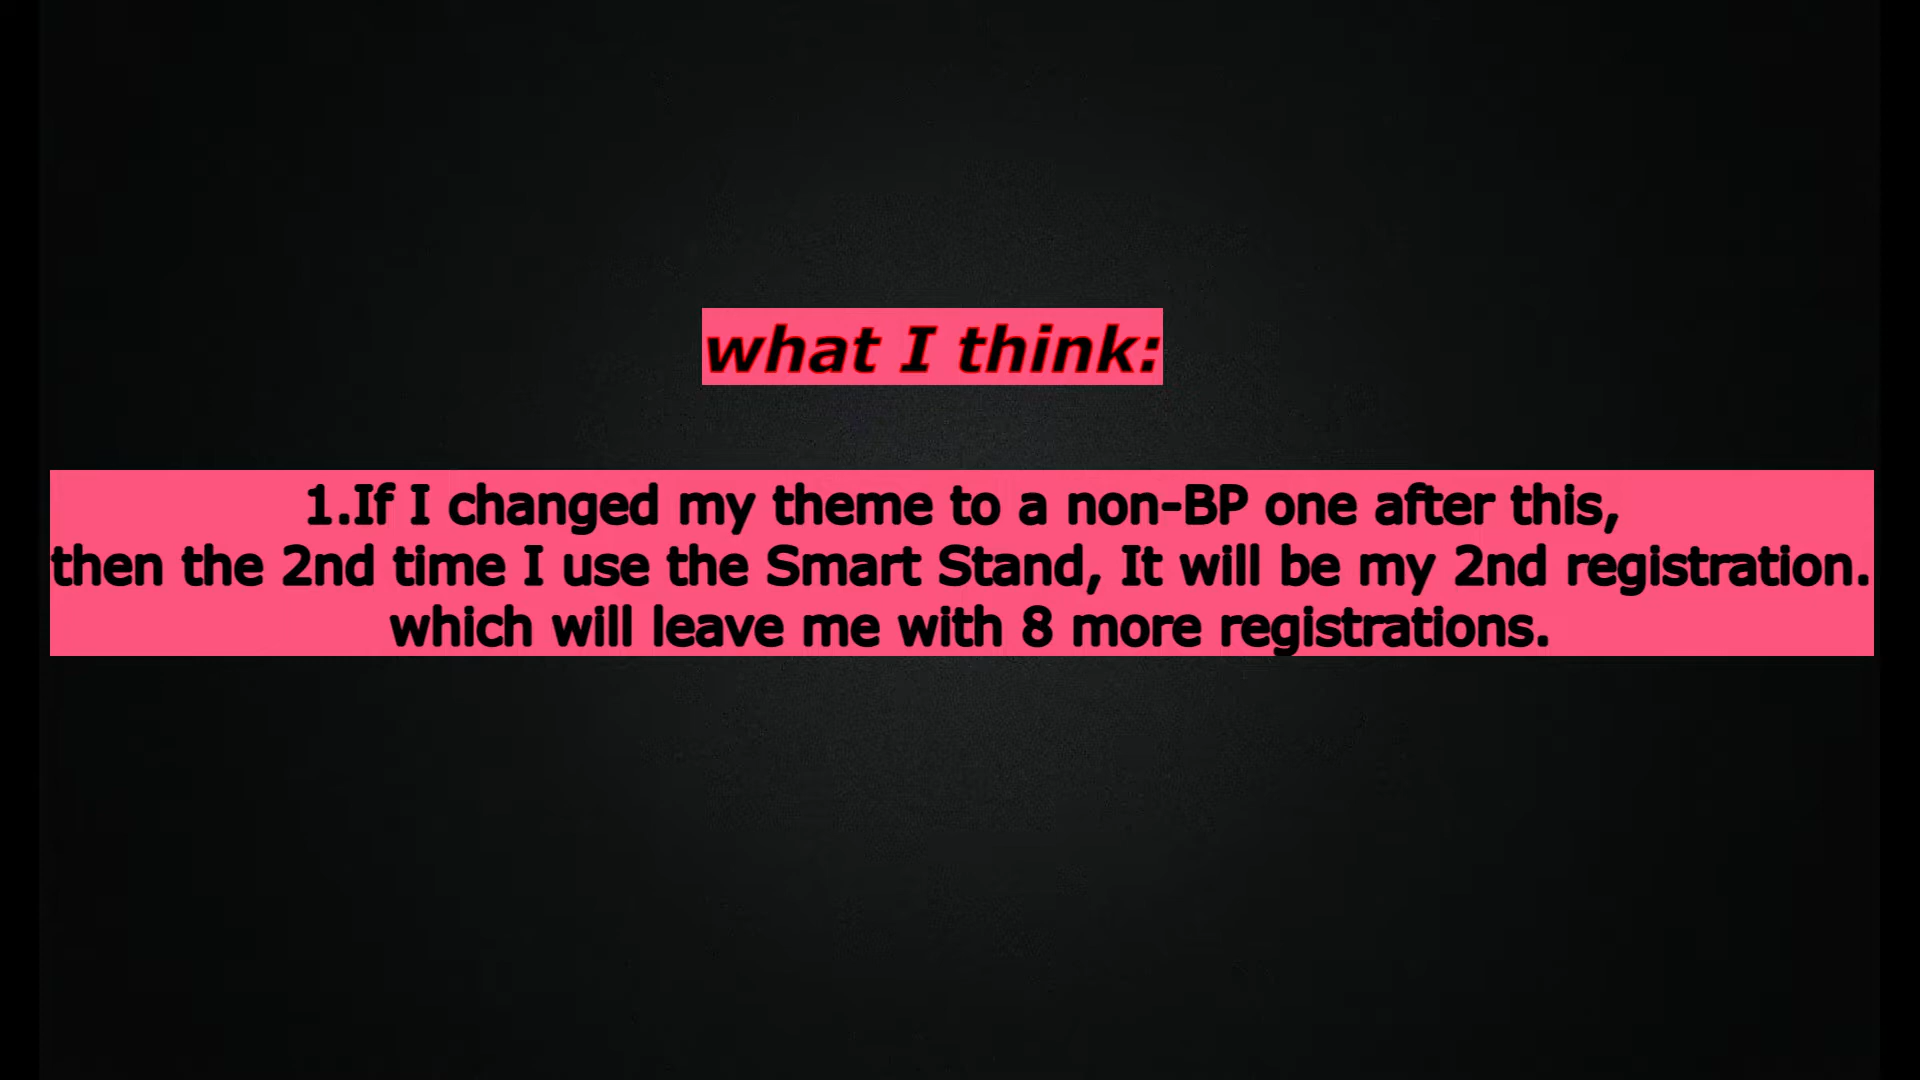 what I think:
1.If I changed my theme to a non-BP one after this,
then the 2nd time I use the Smart Stand, It will be my 2nd registration.
which will leave me with 8 more registrations.